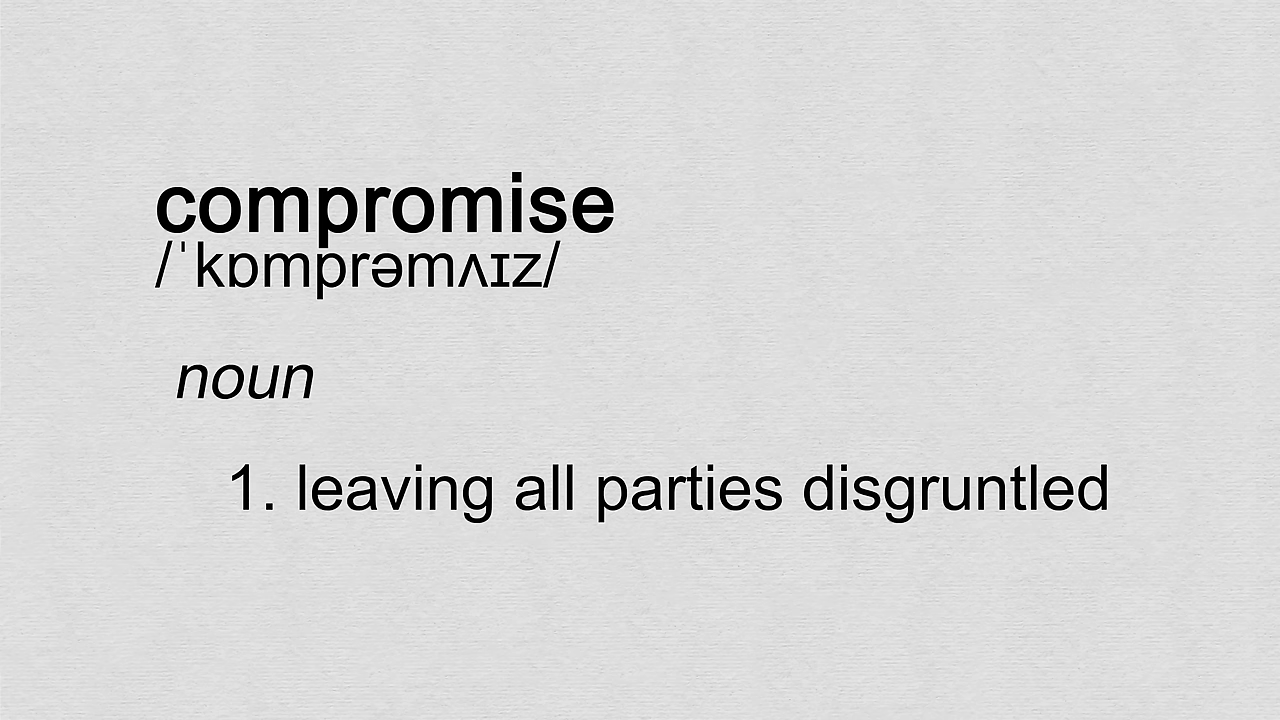 compromise
/ˈkɒmprəmʌɪz/
noun
1. leaving all parties disgruntled